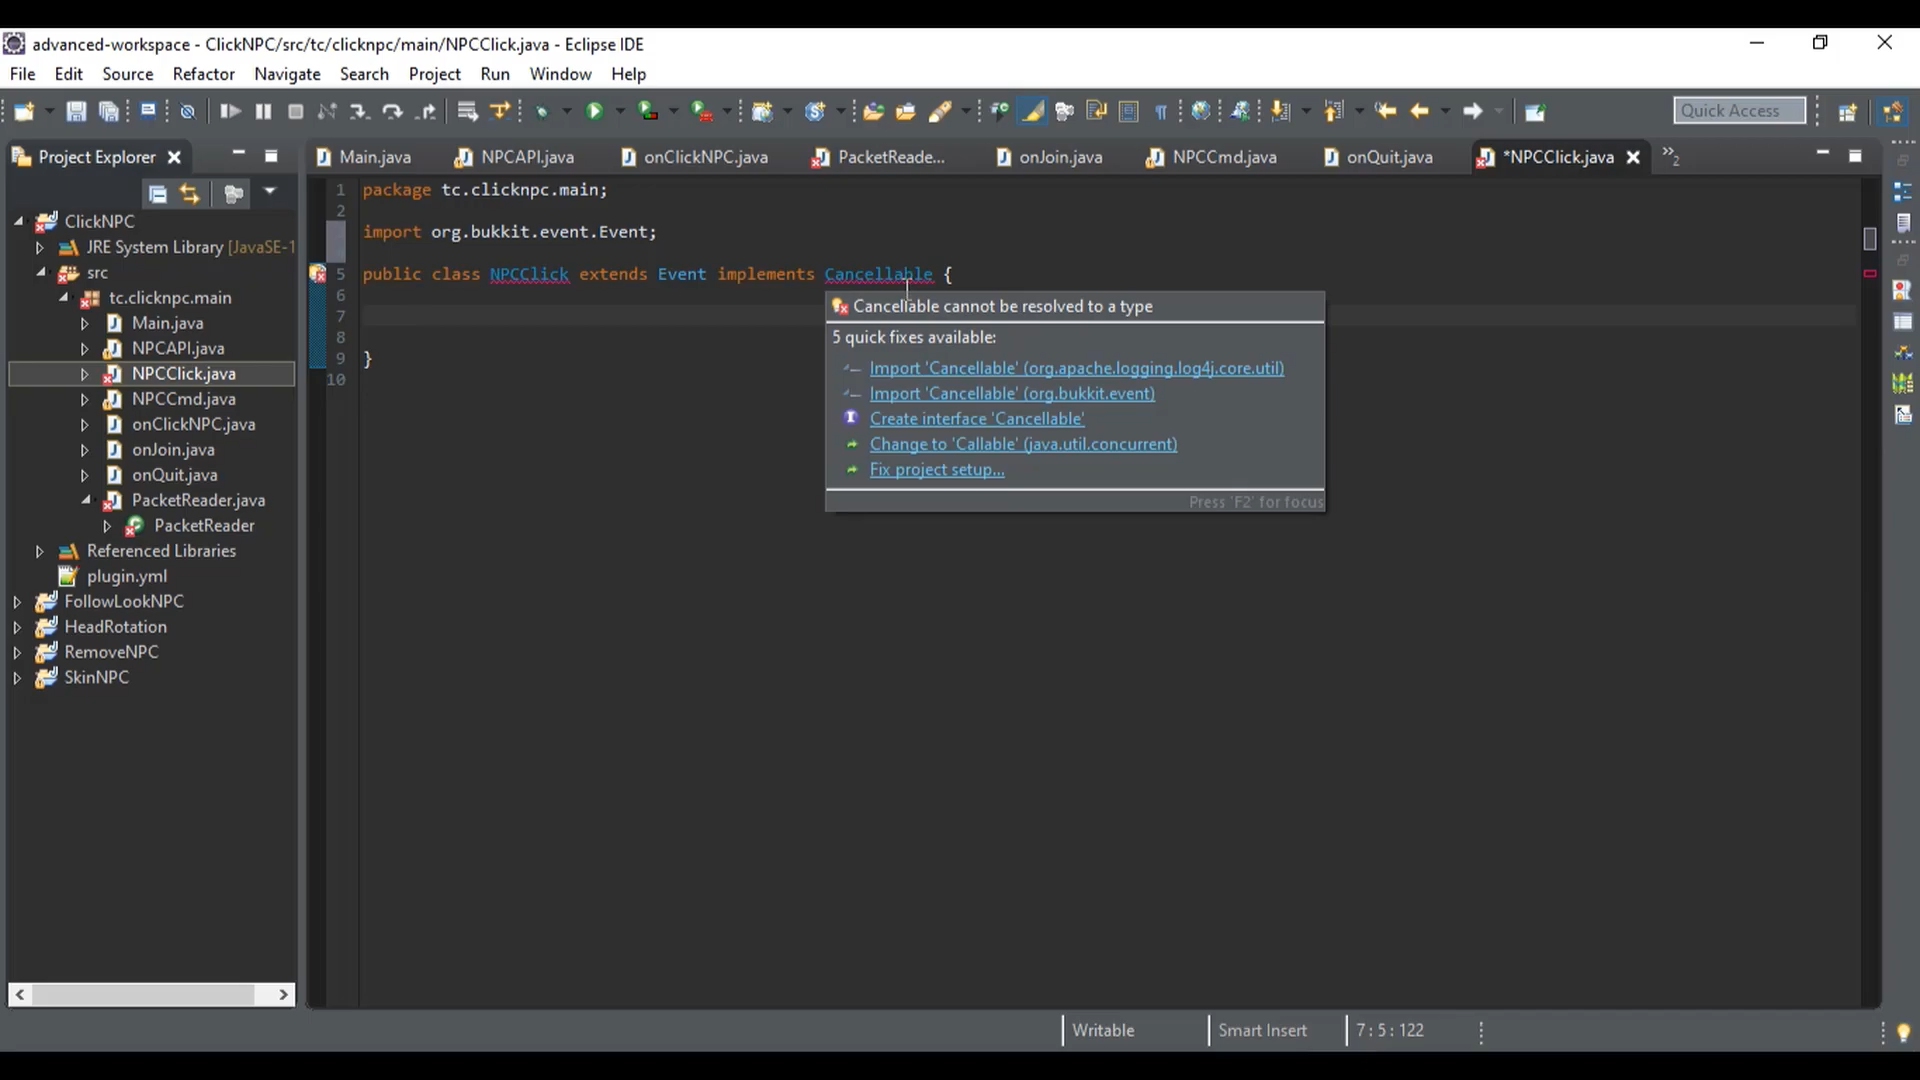 advanced-workspace - ClickNPC/src/tc/clicknpc/main/NPCClick.java - Eclipse IDE
File Edit Source Refactor Navigate Search Project Run Window Help
Quick Access
Project Explorer
Main.java NPCAPI.java onClickNPC.java PacketReade... onJoin.java NPCCmd.java onQuit.java *NPCClick.java »2
ClickNPC
JRE System Library [JavaSE-1
src
tc.clicknpc.main
Main.java
NPCAPI.java
NPCClick.java
NPCCmd.java
onClickNPC.java
onJoin.java
onQuit.java
PacketReader.java
PacketReader
Referenced Libraries
plugin.yml
FollowLookNPC
HeadRotation
RemoveNPC
SkinNPC
1 package tc.clicknpc.main;
2
import org.bukkit.event.Event;
5 public class NPCClick extends Event implements Cancellable {
6
7
8
9 }
10
Cancellable cannot be resolved to a type
5 quick fixes available:
Import 'Cancellable' (org.apache.logging.log4j.core.util)
Import 'Cancellable' (org.bukkit.event)
Create interface 'Cancellable'
Change to 'Callable' (java.util.concurrent)
Fix project setup...
Press 'F2' for focus
Writable Smart Insert 7 : 5 : 122